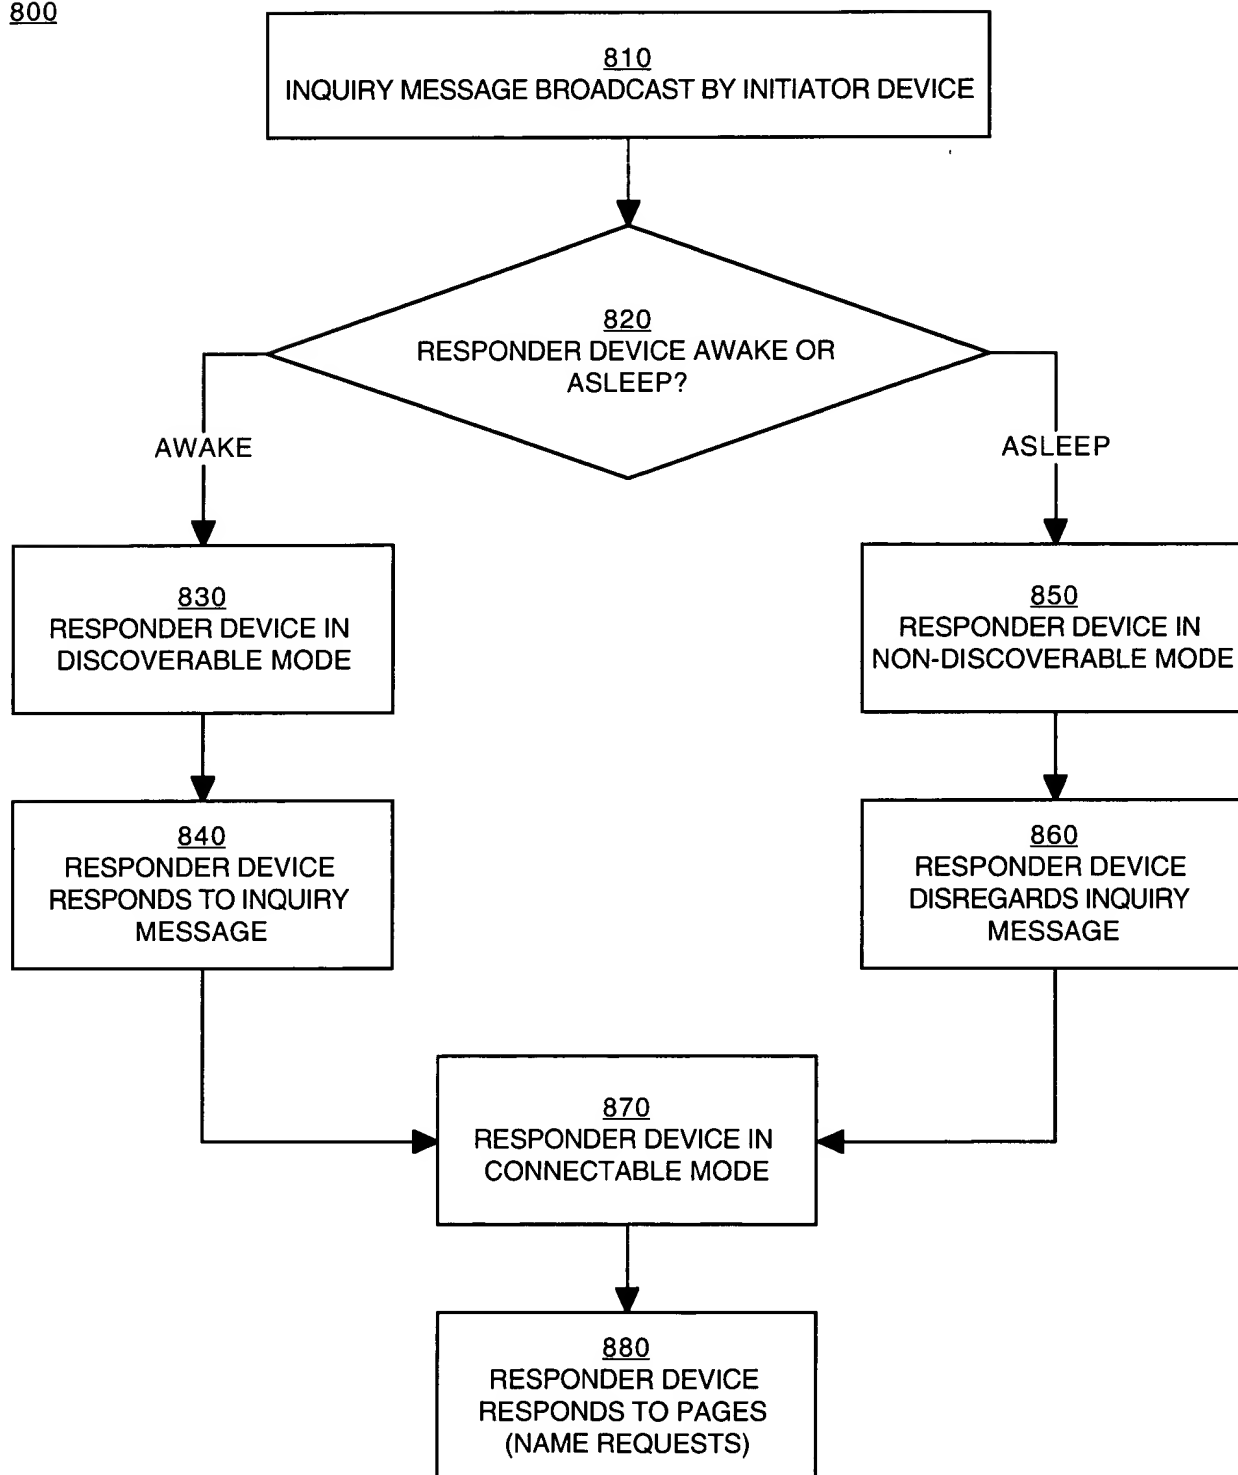 800
810
INQUIRY MESSAGE BROADCAST BY INITIATOR DEVICE
820
RESPONDER DEVICE AWAKE OR
ASLEEP?
AWAKE
ASLEEP
830
RESPONDER DEVICE IN
DISCOVERABLE MODE
850
RESPONDER DEVICE IN
NON-DISCOVERABLE MODE
840
RESPONDER DEVICE
RESPONDS TO INQUIRY
MESSAGE
860
RESPONDER DEVICE
DISREGARDS INQUIRY
MESSAGE
870
RESPONDER DEVICE IN
CONNECTABLE MODE
880
RESPONDER DEVICE
RESPONDS TO PAGES
(NAME REQUESTS)